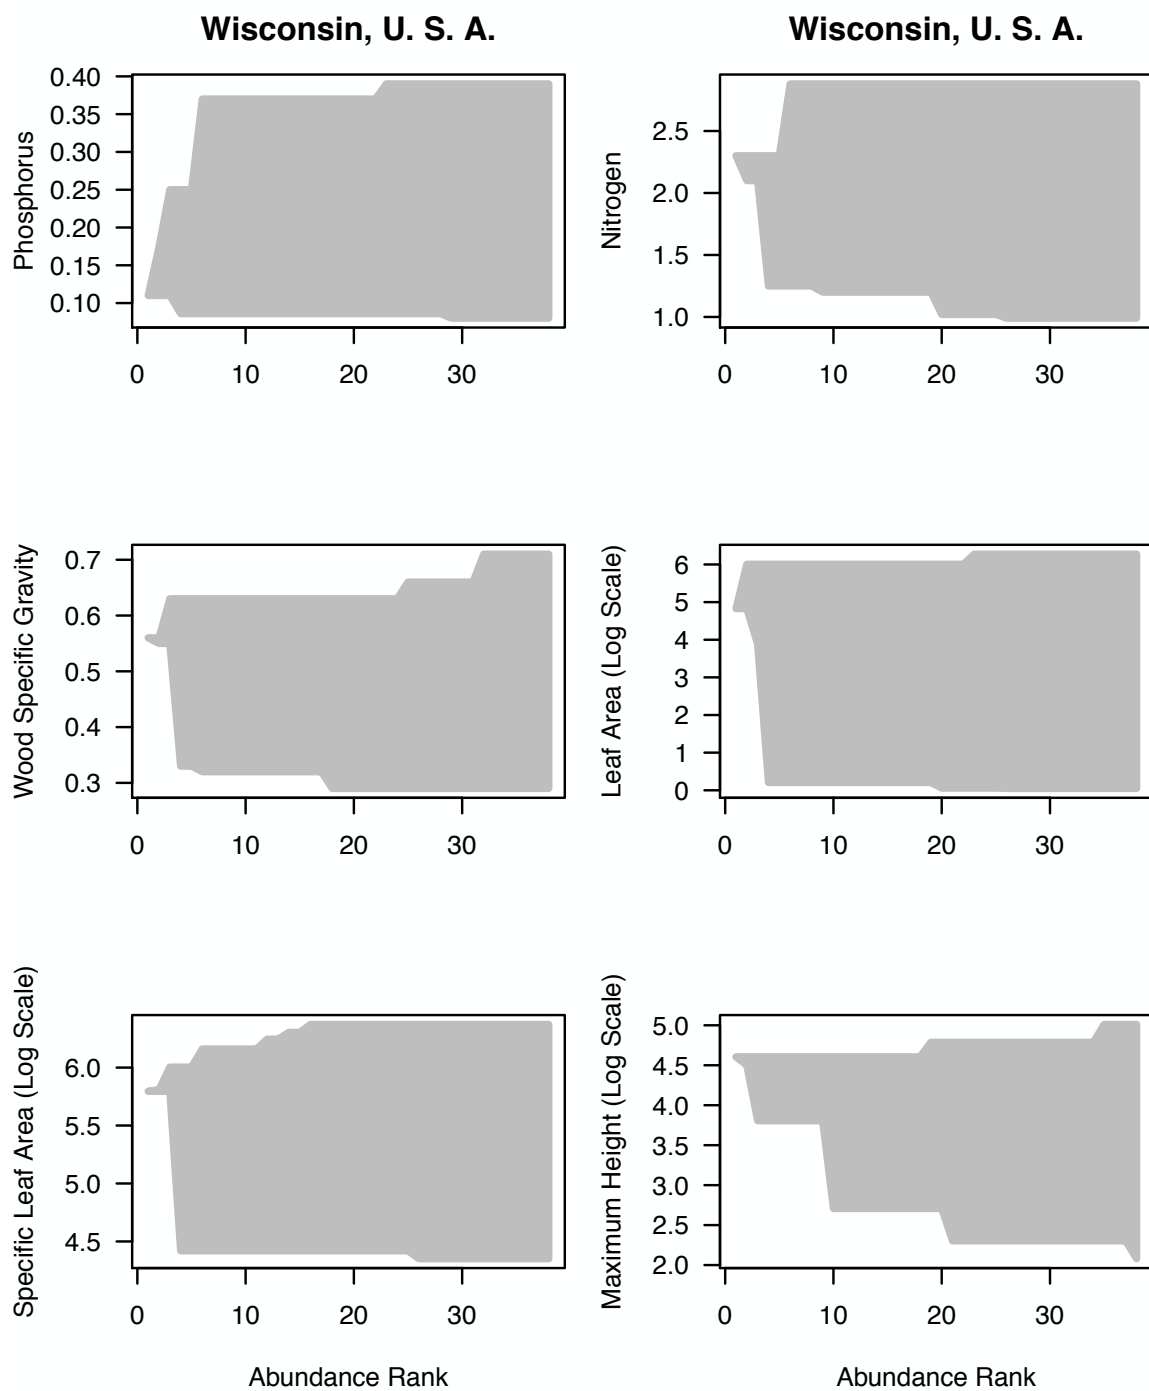 Wisconsin, U. S. A.
Phosphorus
0.40
0.35
0.30
0.25
0.20
0.15
0.10
0 10 20 30
Wisconsin, U. S. A.
Nitrogen
2.5
2.0
1.5
1.0
0 10 20 30
Wood Specific Gravity
0.7
0.6
0.5
0.4
0.3
0 10 20 30
Leaf Area (Log Scale)
6
5
4
3
2
1
0
0 10 20 30
Specific Leaf Area (Log Scale)
6.0
5.5
5.0
4.5
0 10 20 30
Abundance Rank
Maximum Height (Log Scale)
5.0
4.5
4.0
3.5
3.0
2.5
2.0
0 10 20 30
Abundance Rank